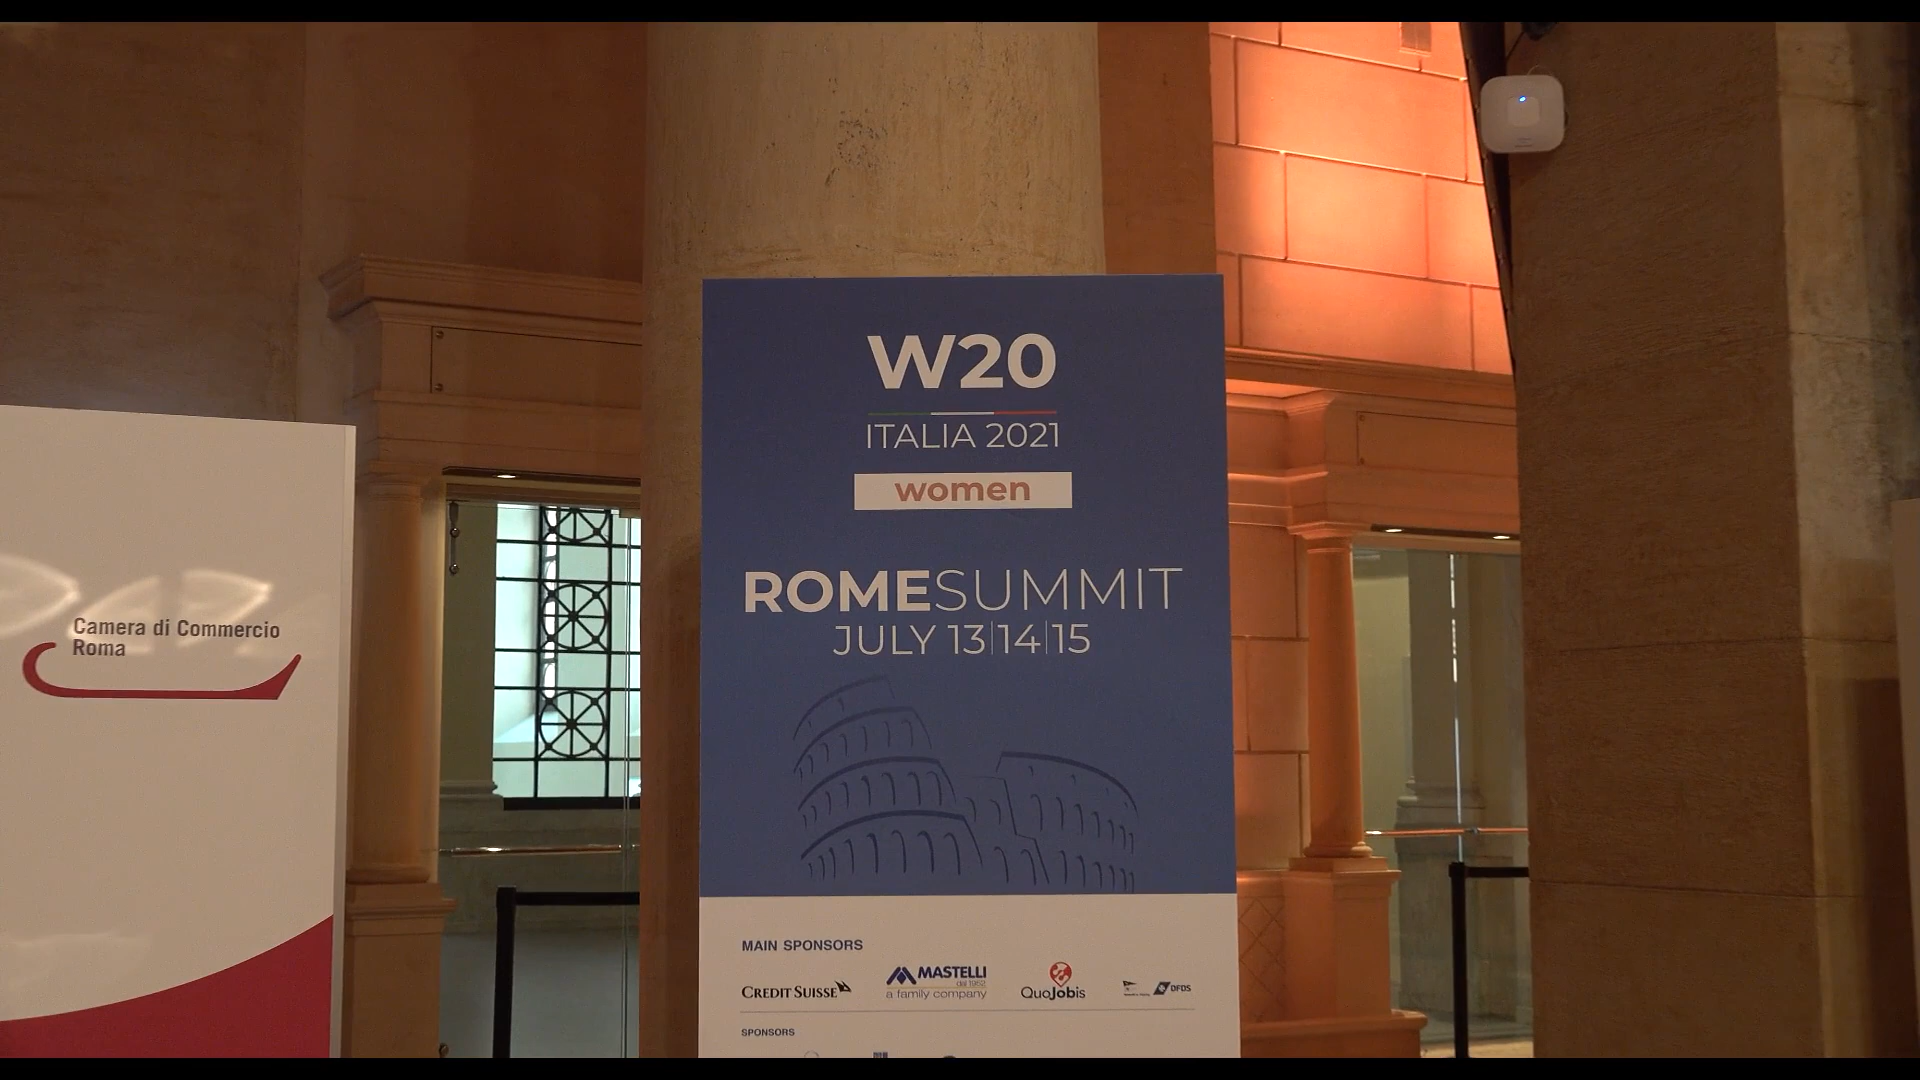 W20
ITALIA 2021
women
ROMESUMMIT
JULY 13|14|15
Camera di Commercio
Roma
MAIN SPONSORS
CREDIT SUISSE
MASTELLI
dal 1952
a family company
QuoJobis
DFDS
SPONSORS